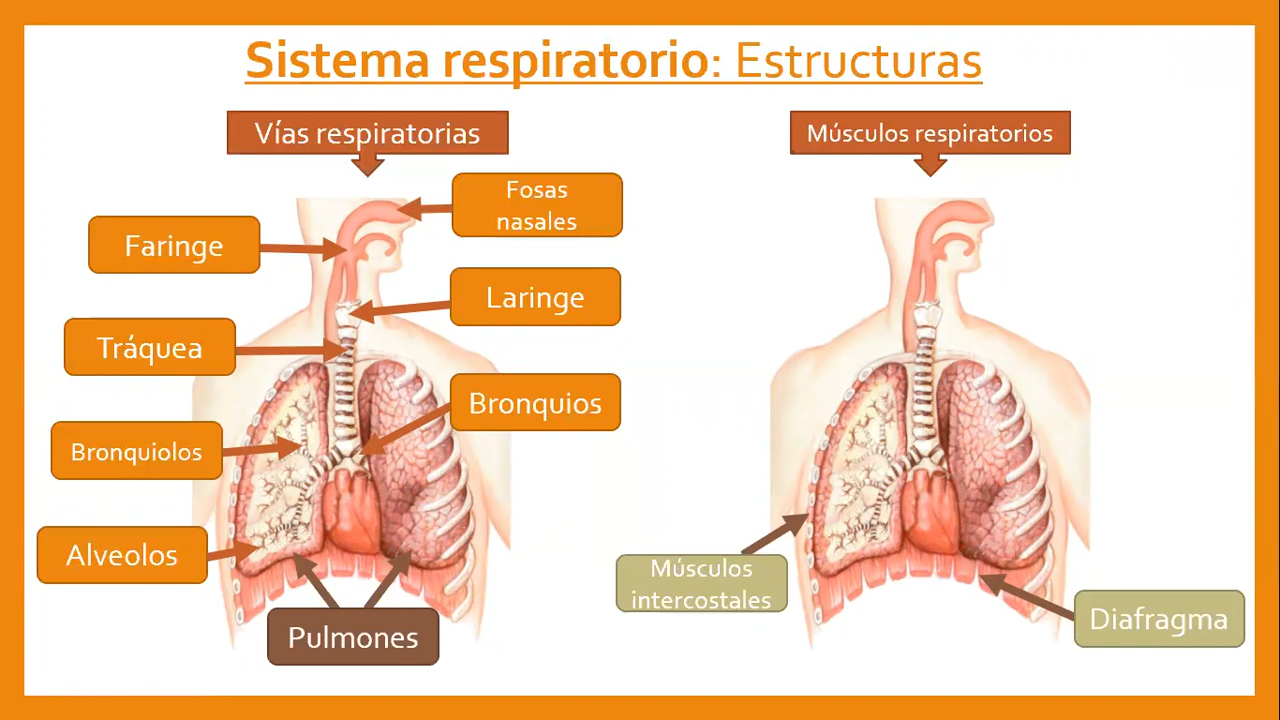 Sistema respiratorio: Estructuras
Vías respiratorias
Fosas
nasales
Faringe
Laringe
Tráquea
Bronquios
Bronquiolos
Alveolos
Pulmones
Músculos respiratorios
Músculos
intercostales
Diafragma